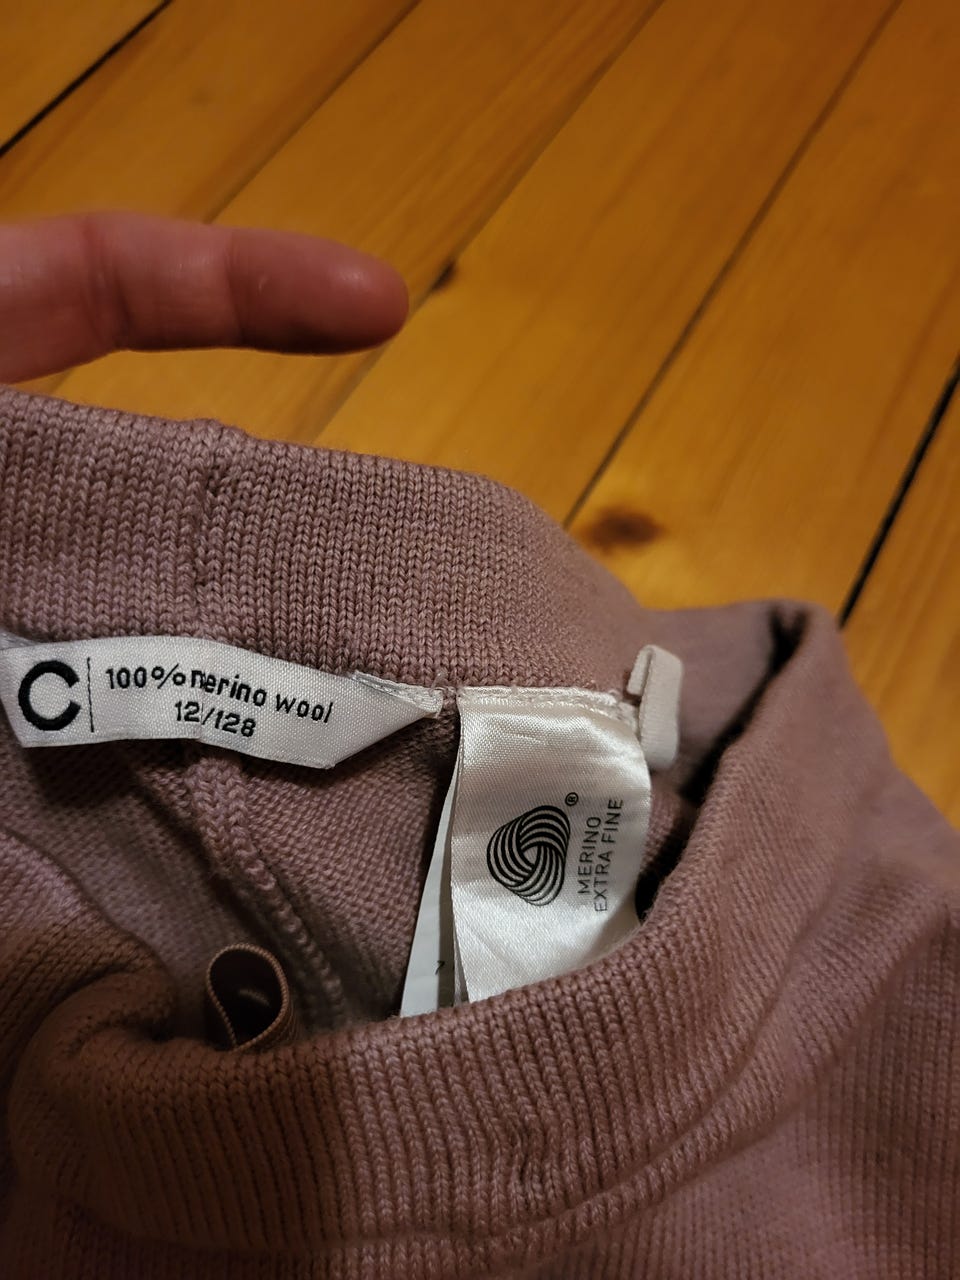 C 100% merino wool
12/128
®
MERINO
EXTRA FINE